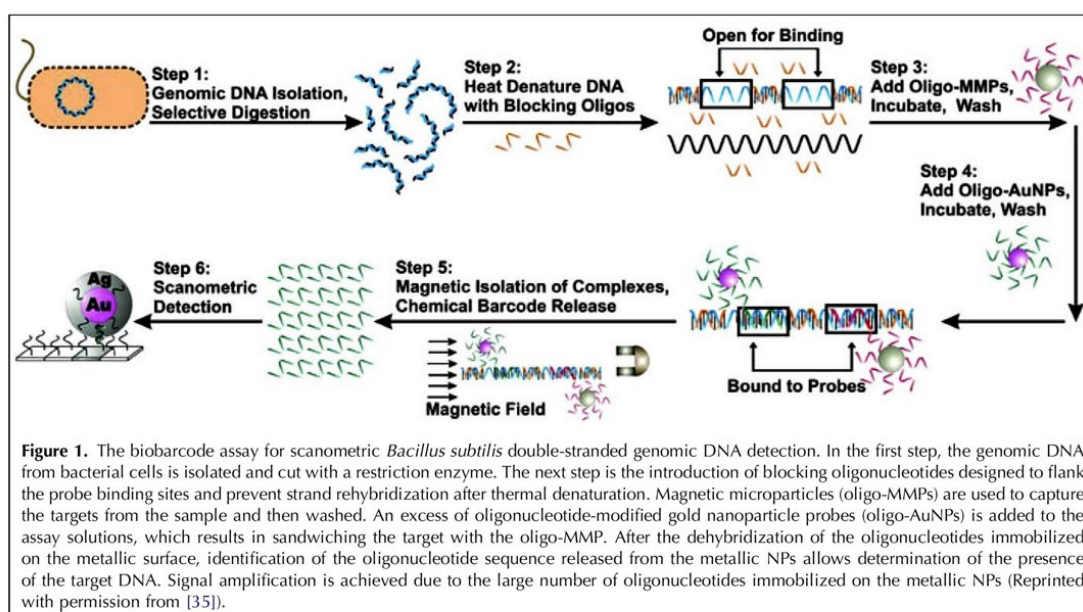 Step 1:
Genomic DNA Isolation,
Selective Digestion
Step 2:
Heat Denature DNA
with Blocking Oligos
Open for Binding
Step 3:
Add Oligo-MMPs,
Incubate, Wash
Step 4:
Add Oligo-AuNPs,
Incubate, Wash
Bound to Probes
Step 5:
Magnetic Isolation of Complexes,
Chemical Barcode Release
Magnetic Field
Step 6:
Scanometric
Detection
Ag
Au
Figure 1. The biobarcode assay for scanometric Bacillus subtilis double-stranded genomic DNA detection. In the first step, the genomic DNA
from bacterial cells is isolated and cut with a restriction enzyme. The next step is the introduction of blocking oligonucleotides designed to flank
the probe binding sites and prevent strand rehybridization after thermal denaturation. Magnetic microparticles (oligo-MMPs) are used to capture
the targets from the sample and then washed. An excess of oligonucleotide-modified gold nanoparticle probes (oligo-AuNPs) is added to the
assay solutions, which results in sandwiching the target with the oligo-MMP. After the dehybridization of the oligonucleotides immobilized
on the metallic surface, identification of the oligonucleotide sequence released from the metallic NPs allows determination of the presence
of the target DNA. Signal amplification is achieved due to the large number of oligonucleotides immobilized on the metallic NPs (Reprinted
with permission from [35]).